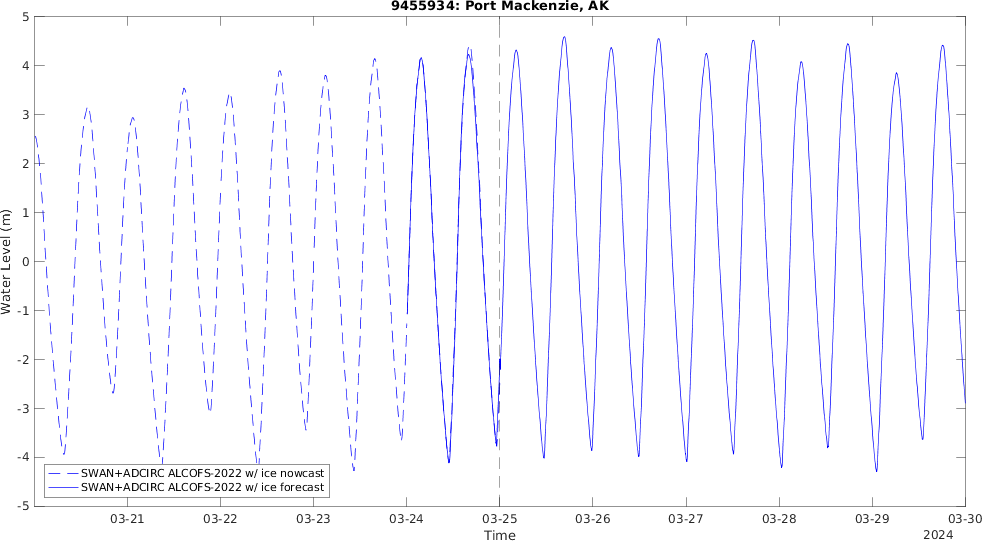 9455934: Port Mackenzie, AK
Water Level (m)
5
4
3
2
1
0
-1
-2
-3
-4
-5
SWAN+ADCIRC ALCOFS-2022 w/ ice nowcast
SWAN+ADCIRC ALCOFS-2022 w/ ice forecast
03-21 03-22 03-23 03-24 03-25 03-26 03-27 03-28 03-29 03-30
Time
2024